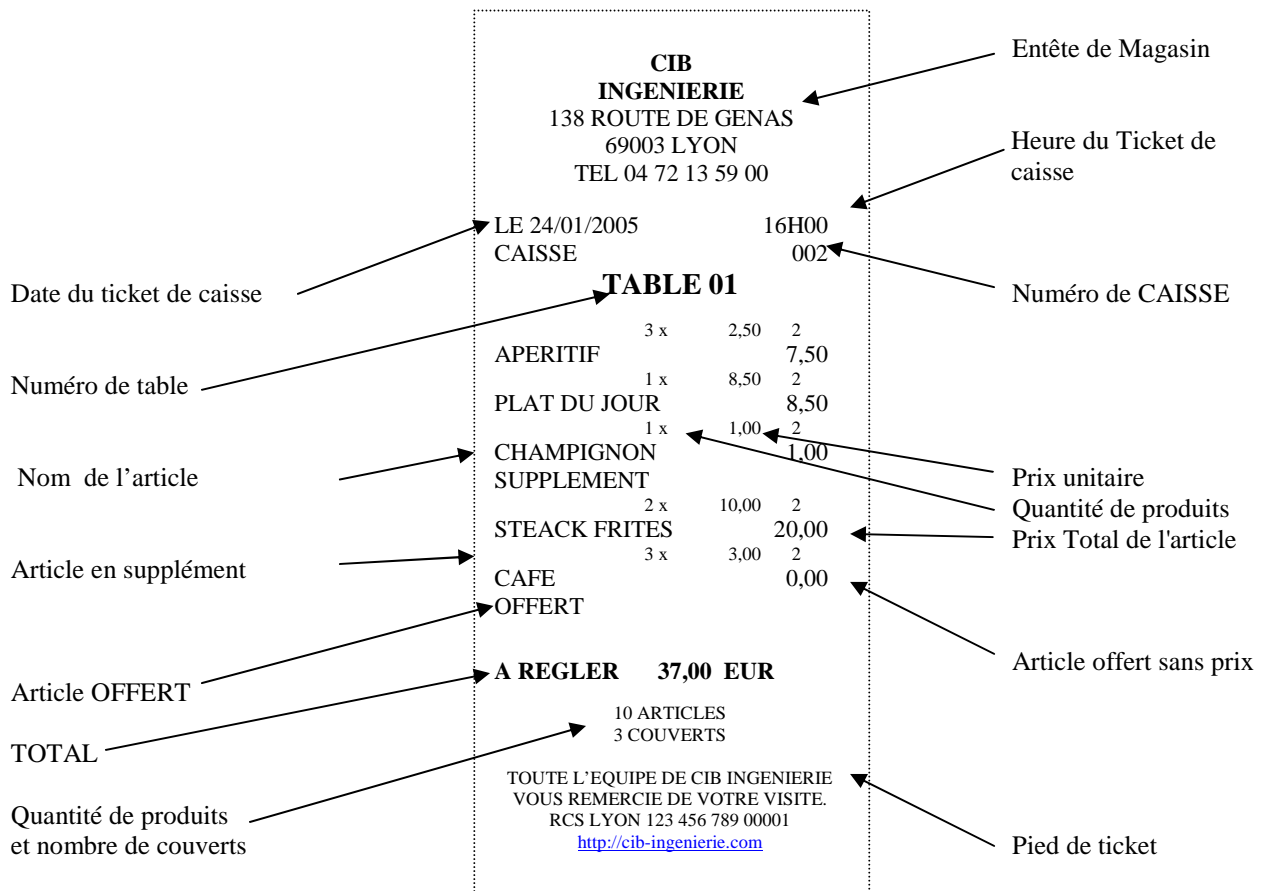 CIB
INGENIERIE
138 ROUTE DE GENAS
69003 LYON
TEL 04 72 13 59 00
LE 24/01/2005 16H00
CAISSE 002
TABLE 01
3 x 2,50 2
APERITIF 7,50
1 x 8,50 2
PLAT DU JOUR 8,50
1 x 1,00 2
CHAMPIGNON 1,00
SUPPLEMENT
2 x 10,00 2
STEACK FRITES 20,00
3 x 3,00 2
CAFE 0,00
OFFERT
A REGLER 37,00 EUR
10 ARTICLES
3 COUVERTS
TOUTE L’EQUIPE DE CIB INGENIERIE
VOUS REMERCIE DE VOTRE VISITE.
RCS LYON 123 456 789 00001
http://cib-ingenierie.com
Date du ticket de caisse
Numéro de table
Nom de l’article
Article en supplément
Article OFFERT
TOTAL
Quantité de produits
et nombre de couverts
Entête de Magasin
Heure du Ticket de
caisse
Numéro de CAISSE
Prix unitaire
Quantité de produits
Prix Total de l'article
Article offert sans prix
Pied de ticket